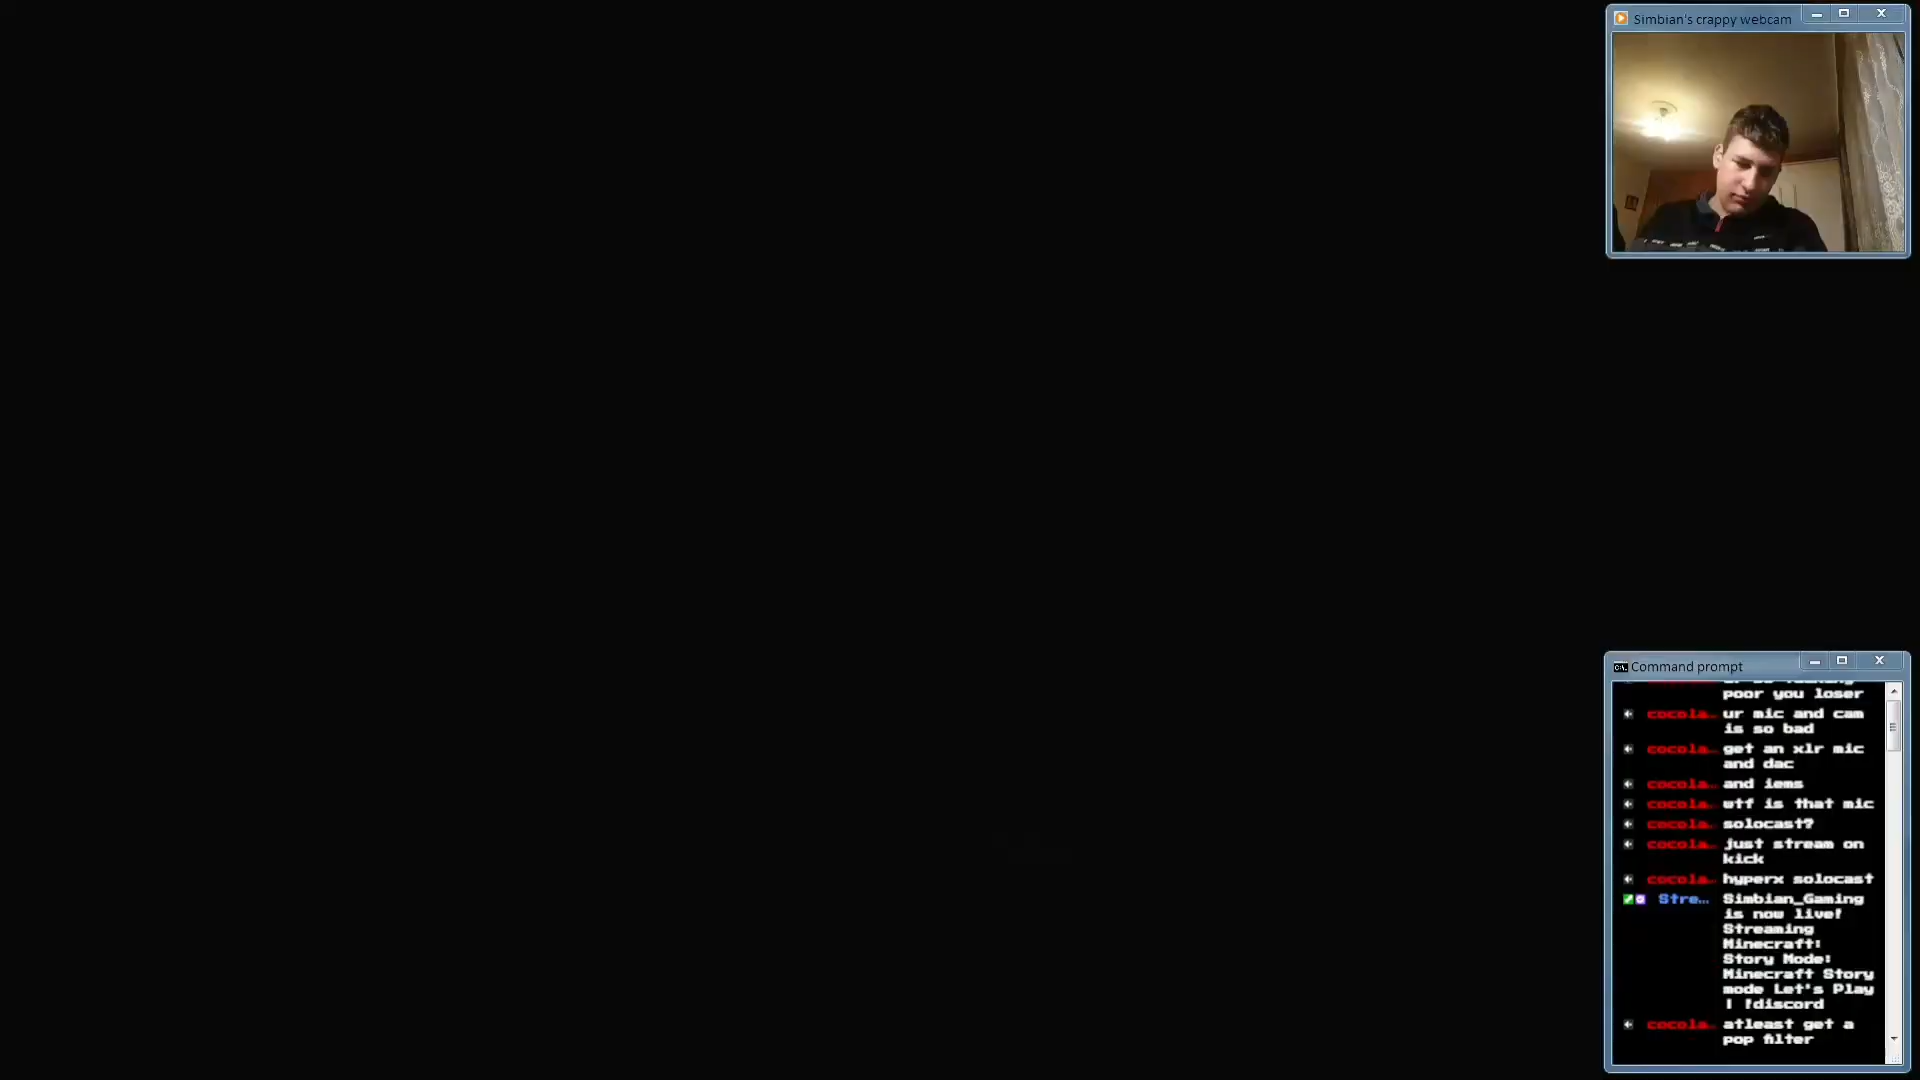 Simbian's crappy webcam
Command prompt
poor you loser
cocola.. ur mic and cam
is so bad
cocola.. get an xlr mic
and dac
cocola.. and iems
cocola.. wtf is that mic
cocola.. solocast?
cocola.. just stream on
kick
cocola.. hyperx solocast
Stre... Simbian_Gaming
is now live!
Streaming
Minecraft:
Story Mode:
Minecraft Story
mode Let's Play
| !discord
cocola.. atleast get a
pop filter